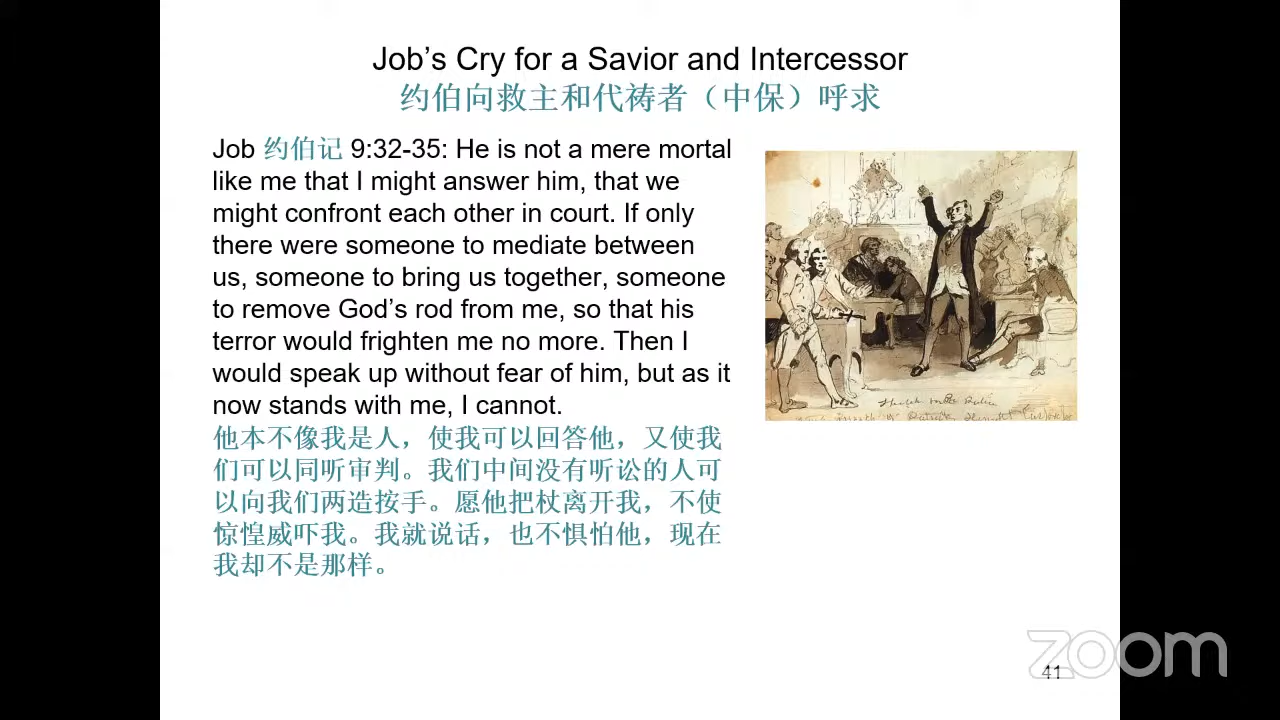 Job’s Cry for a Savior and Intercessor
约伯向救主和代祷者（中保）呼求
Job 约伯记 9:32-35: He is not a mere mortal
like me that I might answer him, that we
might confront each other in court. If only
there were someone to mediate between
us, someone to bring us together, someone
to remove God’s rod from me, so that his
terror would frighten me no more. Then I
would speak up without fear of him, but as it
now stands with me, I cannot.
他本不像我是人，使我可以回答他，又使我
们可以同听审判。我们中间没有听讼的人可
以向我们两造按手。愿他把杖离开我，不使
惊惶威吓我。我就说话，也不惧怕他，现在
我却不是那样。
zoom
41